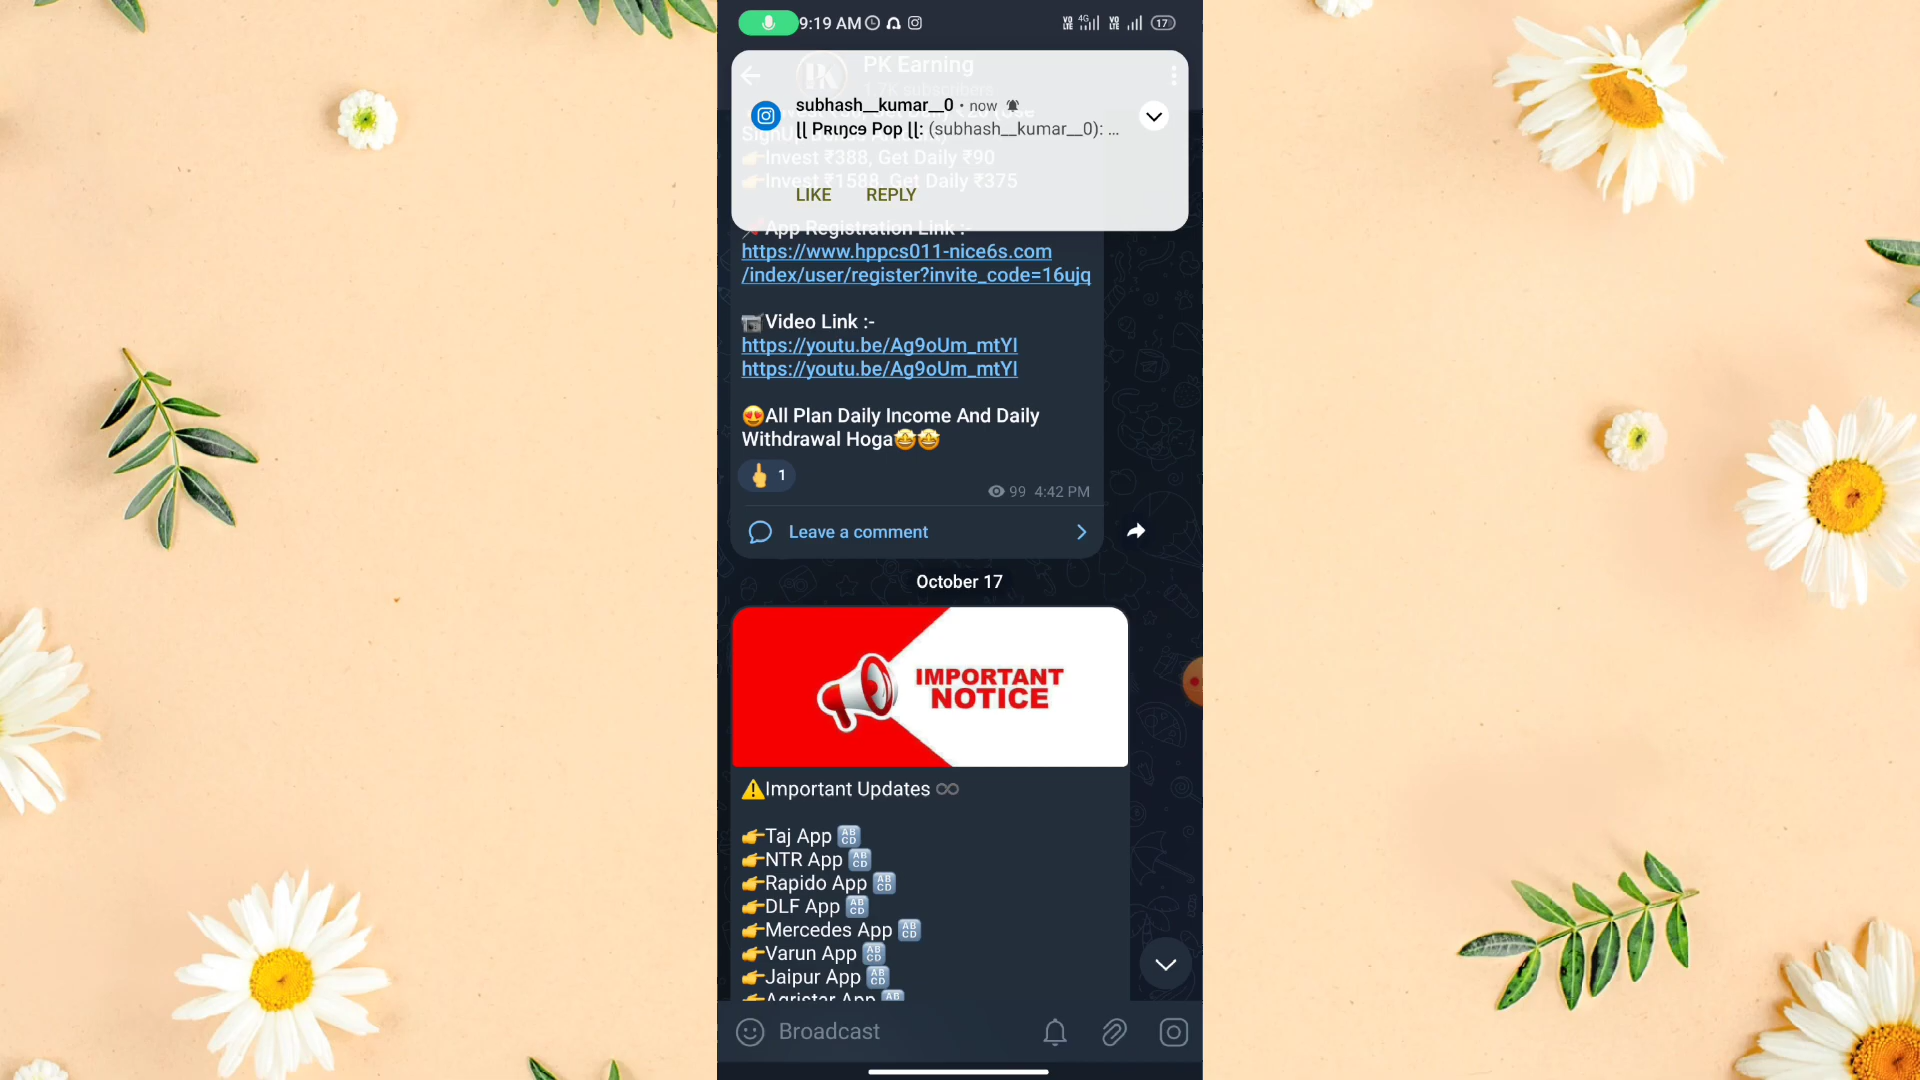 9:19 AM
17
PK Earning
1.7K subscribers
subhash__kumar__0 • now
(subhash__kumar__0): ...
👉Invest ₹388, Get Daily ₹90
👉Invest ₹1588, Get Daily ₹375
LIKE REPLY
App Registration Link :-
https://www.hppcs011-nice6s.com
/index/user/register?invite_code=16ujq
Video Link :-
https://youtu.be/Ag9oUm_mtYI
https://youtu.be/Ag9oUm_mtYI
😍All Plan Daily Income And Daily
Withdrawal Hoga🤩🤩
1
99 4:42 PM
Leave a comment
October 17
IMPORTANT
NOTICE
⚠️Important Updates ♾
👉Taj App 🔠
👉NTR App 🔠
👉Rapido App 🔠
👉DLF App 🔠
👉Mercedes App 🔠
👉Varun App 🔠
👉Jaipur App 🔠
👉Agristar App 🔠
Broadcast